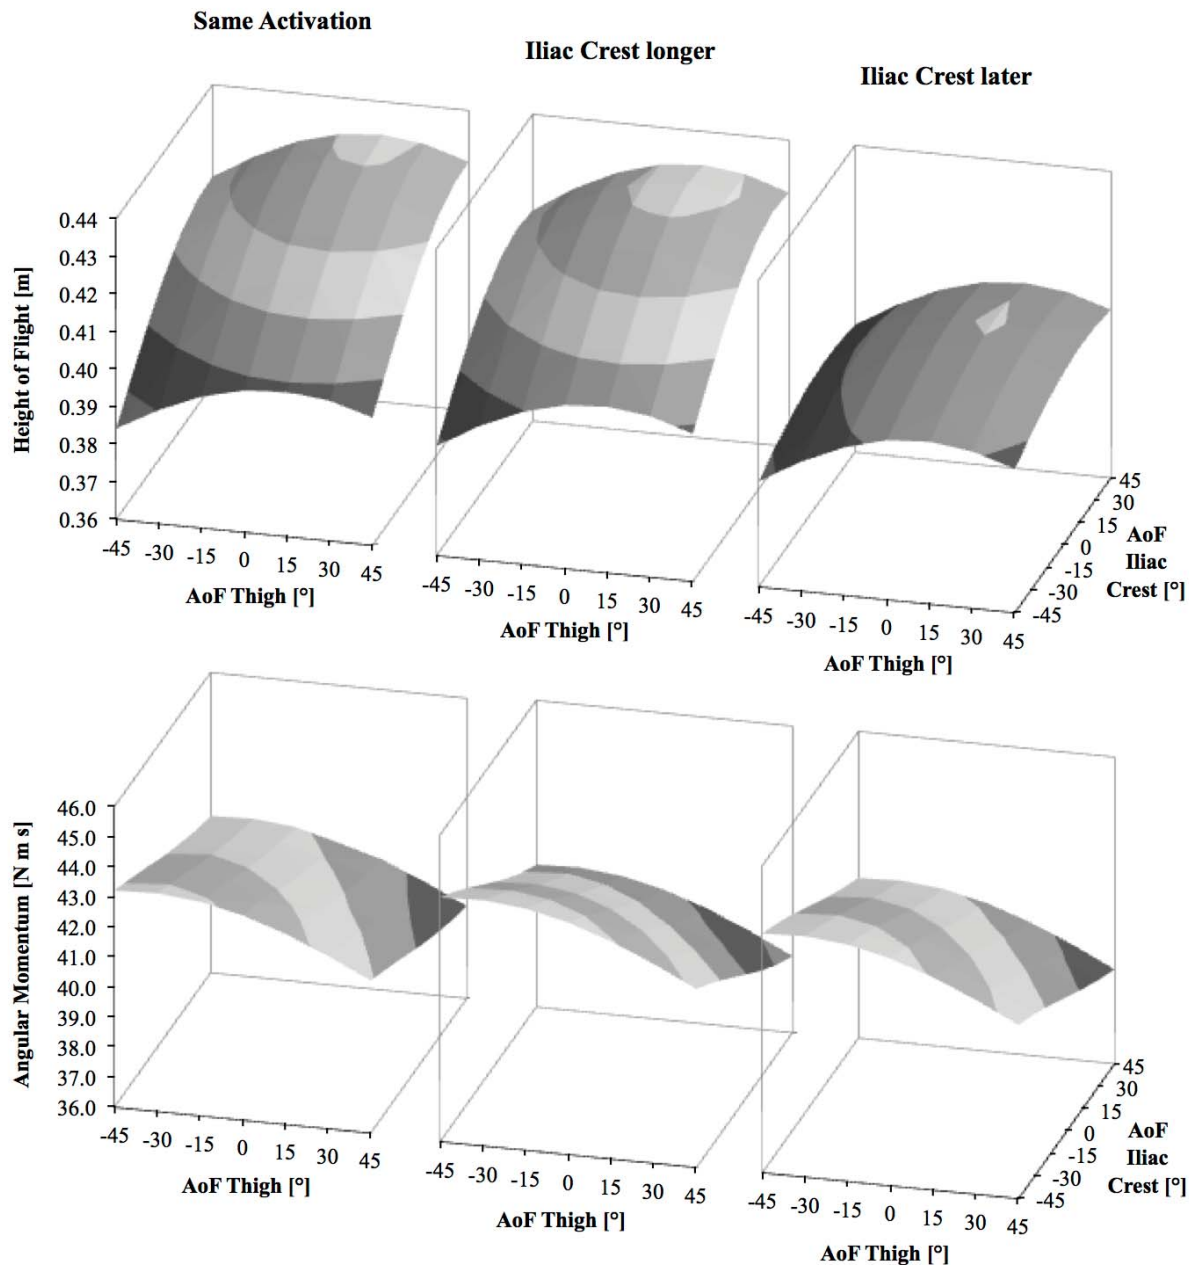 Same Activation
Iliac Crest longer
Iliac Crest later
Height of Flight [m]
0.44
0.43
0.42
0.41
0.40
0.39
0.38
0.37
0.36
-45 -30 -15 0 15 30 45
AoF Thigh [°]
-45 -30 -15 0 15 30 45
AoF Thigh [°]
-45 -30 -15 0 15 30 45
AoF Thigh [°]
45
30
15
0
-15
-30
-45
AoF
Iliac
Crest [°]
Angular Momentum [N m s]
46.0
45.0
44.0
43.0
42.0
41.0
40.0
39.0
38.0
37.0
36.0
-45 -30 -15 0 15 30 45
AoF Thigh [°]
-45 -30 -15 0 15 30 45
AoF Thigh [°]
-45 -30 -15 0 15 30 45
AoF Thigh [°]
45
30
15
0
-15
-30
-45
AoF
Iliac
Crest [°]